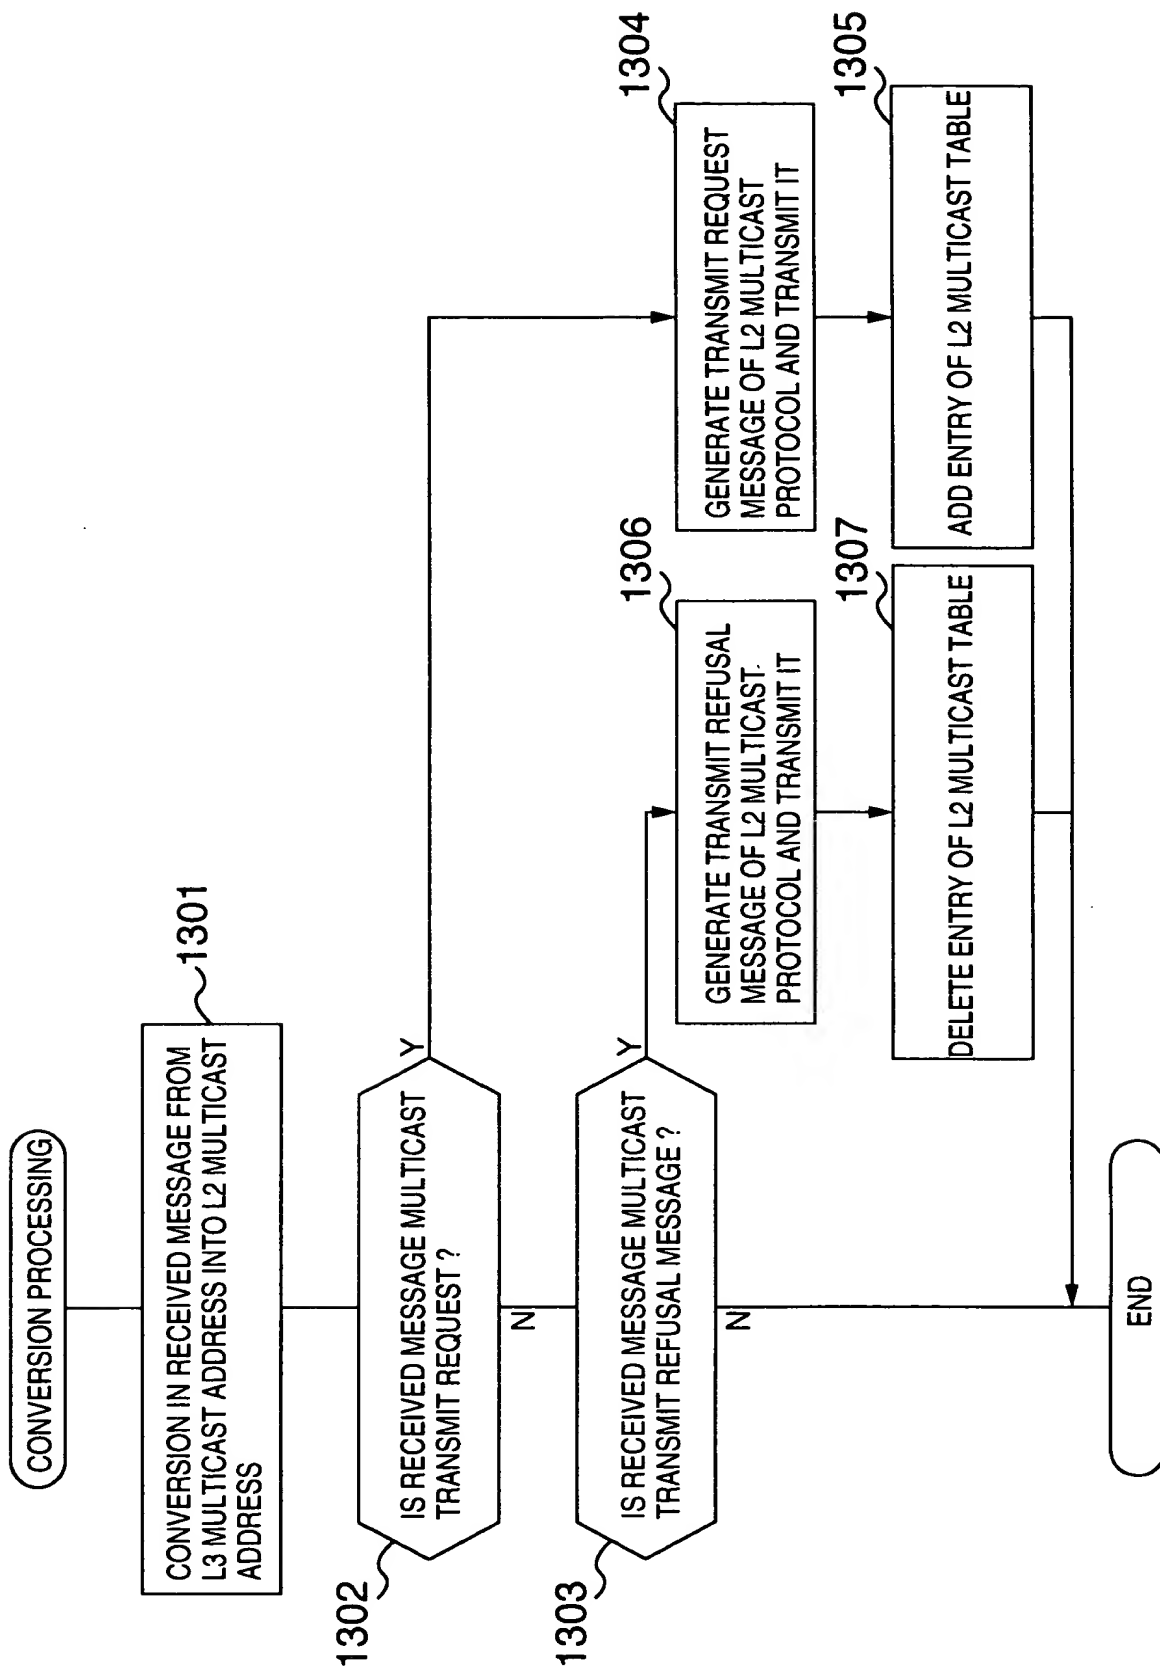 CONVERSION PROCESSING
1301
CONVERSION IN RECEIVED MESSAGE FROM
L3 MULTICAST ADDRESS INTO L2 MULTICAST
ADDRESS
1302
IS RECEIVED MESSAGE MULTICAST
TRANSMIT REQUEST ?
Y
N
1303
IS RECEIVED MESSAGE MULTICAST
TRANSMIT REFUSAL MESSAGE ?
Y
N
1306
GENERATE TRANSMIT REFUSAL
MESSAGE OF L2 MULTICAST
PROTOCOL AND TRANSMIT IT
1304
GENERATE TRANSMIT REQUEST
MESSAGE OF L2 MULTICAST
PROTOCOL AND TRANSMIT IT
1307
DELETE ENTRY OF L2 MULTICAST TABLE
1305
ADD ENTRY OF L2 MULTICAST TABLE
END